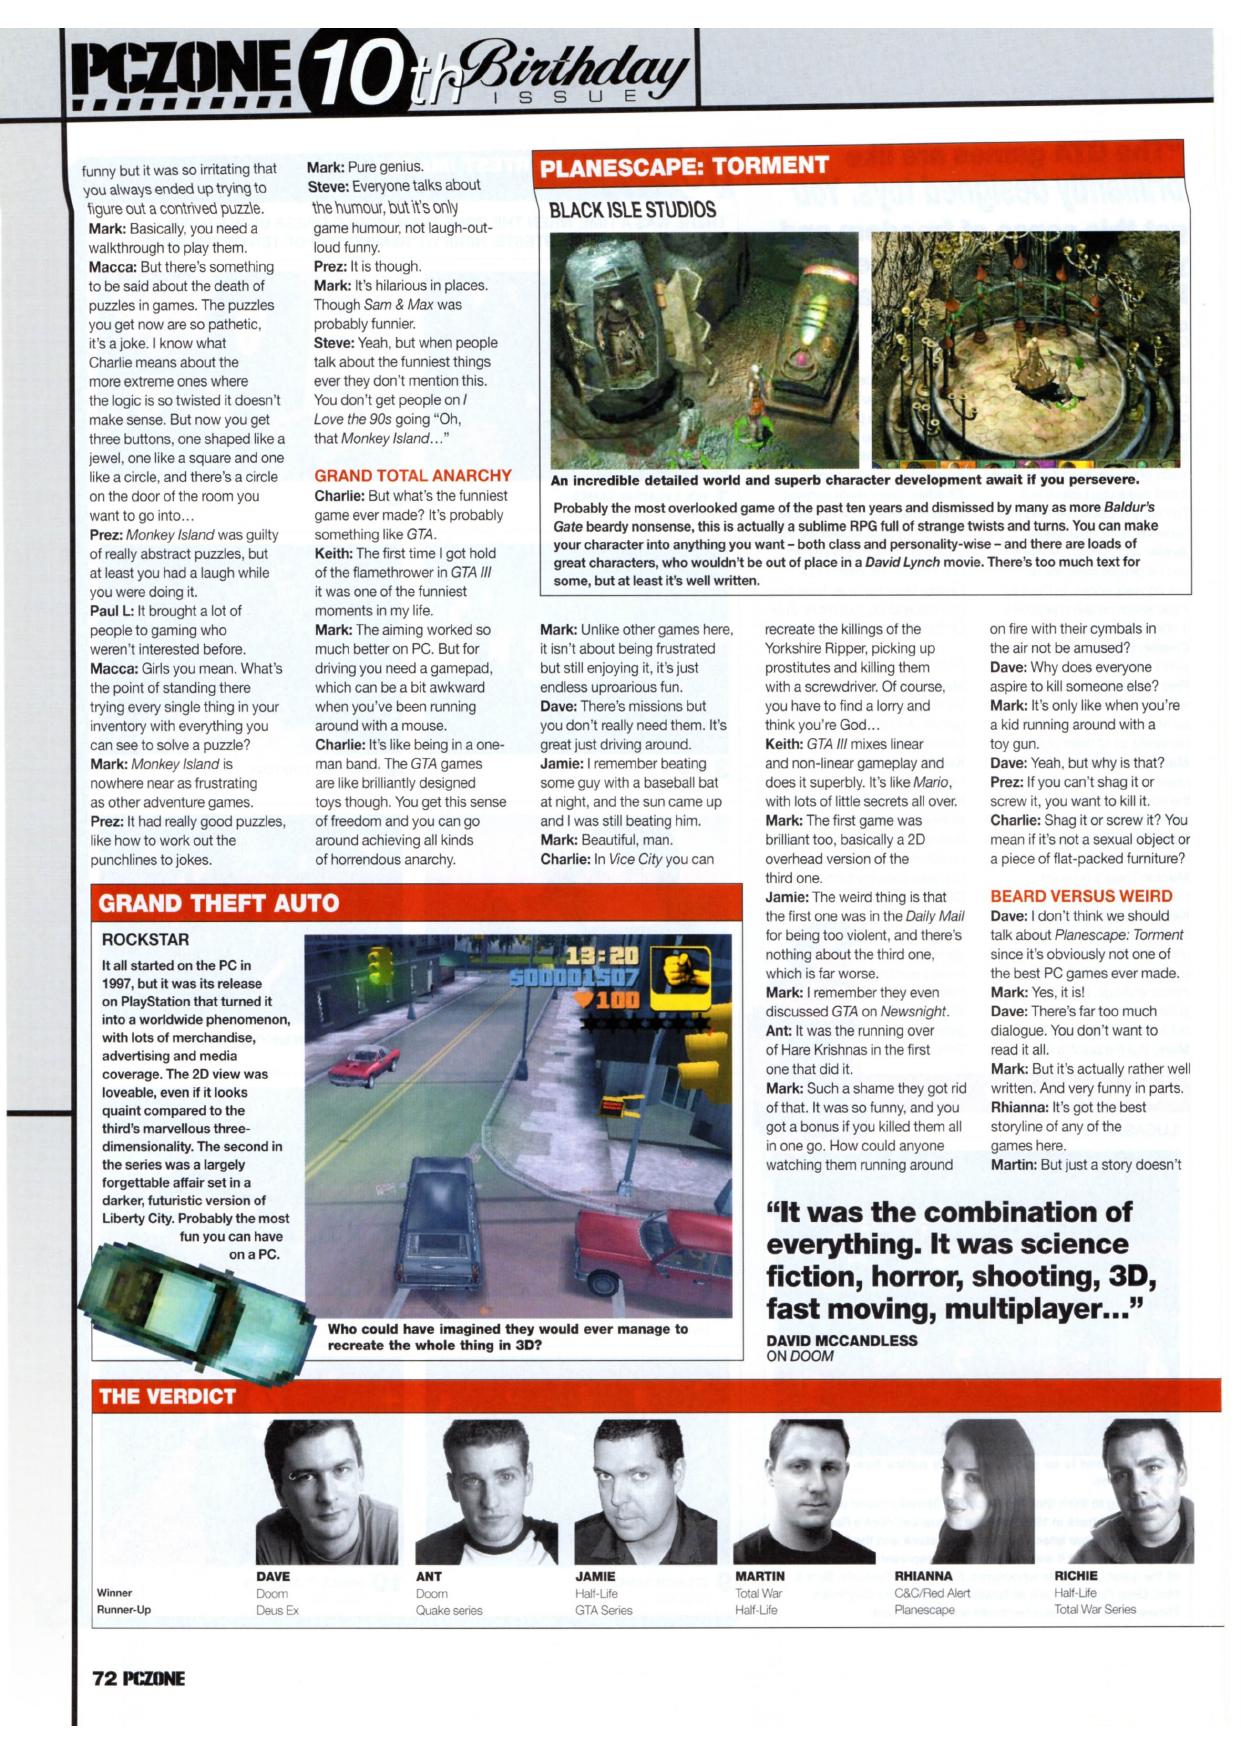 PCZONE 10th Birthday
ISSUE
funny but it was so irritating that
you always ended up trying to
figure out a contrived puzzle.
Mark: Basically, you need a
walkthrough to play them.
Macca: But there's something
to be said about the death of
puzzles in games. The puzzles
you get now are so pathetic,
it's a joke. I know what
Charlie means about the
more extreme ones where
the logic is so twisted it doesn't
make sense. But now you get
three buttons, one shaped like a
jewel, one like a square and one
like a circle, and there's a circle
on the door of the room you
want to go into...
Prez: Monkey Island was guilty
of really abstract puzzles, but
at least you had a laugh while
you were doing it.
Paul L: It brought a lot of
people to gaming who
weren't interested before.
Macca: Girls you mean. What's
the point of standing there
trying every single thing in your
inventory with everything you
can see to solve a puzzle?
Mark: Monkey Island is
nowhere near as frustrating
as other adventure games.
Prez: It had really good puzzles,
like how to work out the
punchlines to jokes.
Mark: Pure genius.
Steve: Everyone talks about
the humour, but it's only
game humour, not laugh-out-
loud funny.
Prez: It is though.
Mark: It's hilarious in places.
Though Sam & Max was
probably funnier.
Steve: Yeah, but when people
talk about the funniest things
ever they don't mention this.
You don't get people on I
Love the 90s going "Oh,
that Monkey Island..."
GRAND TOTAL ANARCHY
Charlie: But what's the funniest
game ever made? It's probably
something like GTA.
Keith: The first time I got hold
of the flamethrower in GTA III
it was one of the funniest
moments in my life.
Mark: The aiming worked so
much better on PC. But for
driving you need a gamepad,
which can be a bit awkward
when you've been running
around with a mouse.
Charlie: It's like being in a one-
man band. The GTA games
are like brilliantly designed
toys though. You get this sense
of freedom and you can go
around achieving all kinds
of horrendous anarchy.
PLANESCAPE: TORMENT
BLACK ISLE STUDIOS
An incredible detailed world and superb character development await if you persevere.
Probably the most overlooked game of the past ten years and dismissed by many as more Baldur's
Gate beardy nonsense, this is actually a sublime RPG full of strange twists and turns. You can make
your character into anything you want – both class and personality-wise – and there are loads of
great characters, who wouldn't be out of place in a David Lynch movie. There's too much text for
some, but at least it's well written.
Mark: Unlike other games here,
it isn't about being frustrated
but still enjoying it, it's just
endless uproarious fun.
Dave: There's missions but
you don't really need them. It's
great just driving around.
Jamie: I remember beating
some guy with a baseball bat
at night, and the sun came up
and I was still beating him.
Mark: Beautiful, man.
Charlie: In Vice City you can
recreate the killings of the
Yorkshire Ripper, picking up
prostitutes and killing them
with a screwdriver. Of course,
you have to find a lorry and
think you're God...
Keith: GTA III mixes linear
and non-linear gameplay and
does it superbly. It's like Mario,
with lots of little secrets all over.
Mark: The first game was
brilliant too, basically a 2D
overhead version of the
third one.
Jamie: The weird thing is that
the first one was in the Daily Mail
for being too violent, and there's
nothing about the third one,
which is far worse.
Mark: I remember they even
discussed GTA on Newsnight.
Ant: It was the running over
of Hare Krishnas in the first
one that did it.
Mark: Such a shame they got rid
of that. It was so funny, and you
got a bonus if you killed them all
in one go. How could anyone
watching them running around
on fire with their cymbals in
the air not be amused?
Dave: Why does everyone
aspire to kill someone else?
Mark: It's only like when you're
a kid running around with a
toy gun.
Dave: Yeah, but why is that?
Prez: If you can't shag it or
screw it, you want to kill it.
Charlie: Shag it or screw it? You
mean if it's not a sexual object or
a piece of flat-packed furniture?
BEARD VERSUS WEIRD
Dave: I don't think we should
talk about Planescape: Torment
since it's obviously not one of
the best PC games ever made.
Mark: Yes, it is!
Dave: There's far too much
dialogue. You don't want to
read it all.
Mark: But it's actually rather well
written. And very funny in parts.
Rhianna: It's got the best
storyline of any of the
games here.
Martin: But just a story doesn't
GRAND THEFT AUTO
ROCKSTAR
It all started on the PC in
1997, but it was its release
on PlayStation that turned it
into a worldwide phenomenon,
with lots of merchandise,
advertising and media
coverage. The 2D view was
loveable, even if it looks
quaint compared to the
third's marvellous three-
dimensionality. The second in
the series was a largely
forgettable affair set in a
darker, futuristic version of
Liberty City. Probably the most
fun you can have
on a PC.
13:20
$00001507
100
Who could have imagined they would ever manage to
recreate the whole thing in 3D?
"It was the combination of
everything. It was science
fiction, horror, shooting, 3D,
fast moving, multiplayer..."
DAVID MCCANDLESS
ON DOOM
THE VERDICT
DAVE ANT JAMIE MARTIN RHIANNA RICHIE
Winner Doom Doom Half-Life Total War C&C/Red Alert Half-Life
Runner-Up Deus Ex Quake series GTA Series Half-Life Planescape Total War Series
72 PCZONE